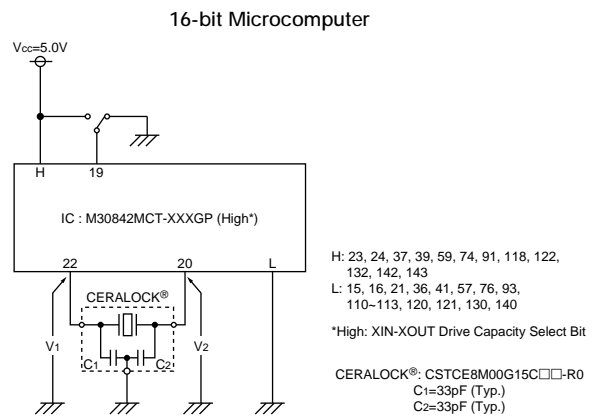 16-bit Microcomputer
Vcc=5.0V
H 19
IC : M30842MCT-XXXGP (High*)
22 20 L
CERALOCK®
V1 V2
C1 C2
H: 23, 24, 37, 39, 59, 74, 91, 118, 122,
132, 142, 143
L: 15, 16, 21, 36, 41, 57, 76, 93,
110~113, 120, 121, 130, 140
*High: XIN-XOUT Drive Capacity Select Bit
CERALOCK®: CSTCE8M00G15C□□-R0
C1=33pF (Typ.)
C2=33pF (Typ.)